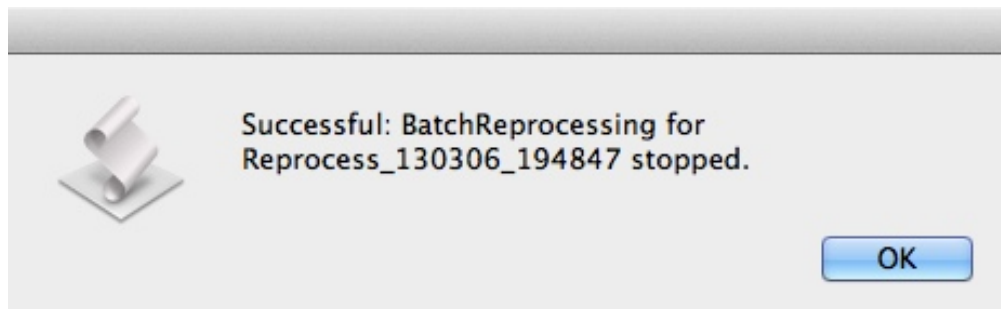 Successful: BatchReprocessing for
Reprocess_130306_194847 stopped.
OK